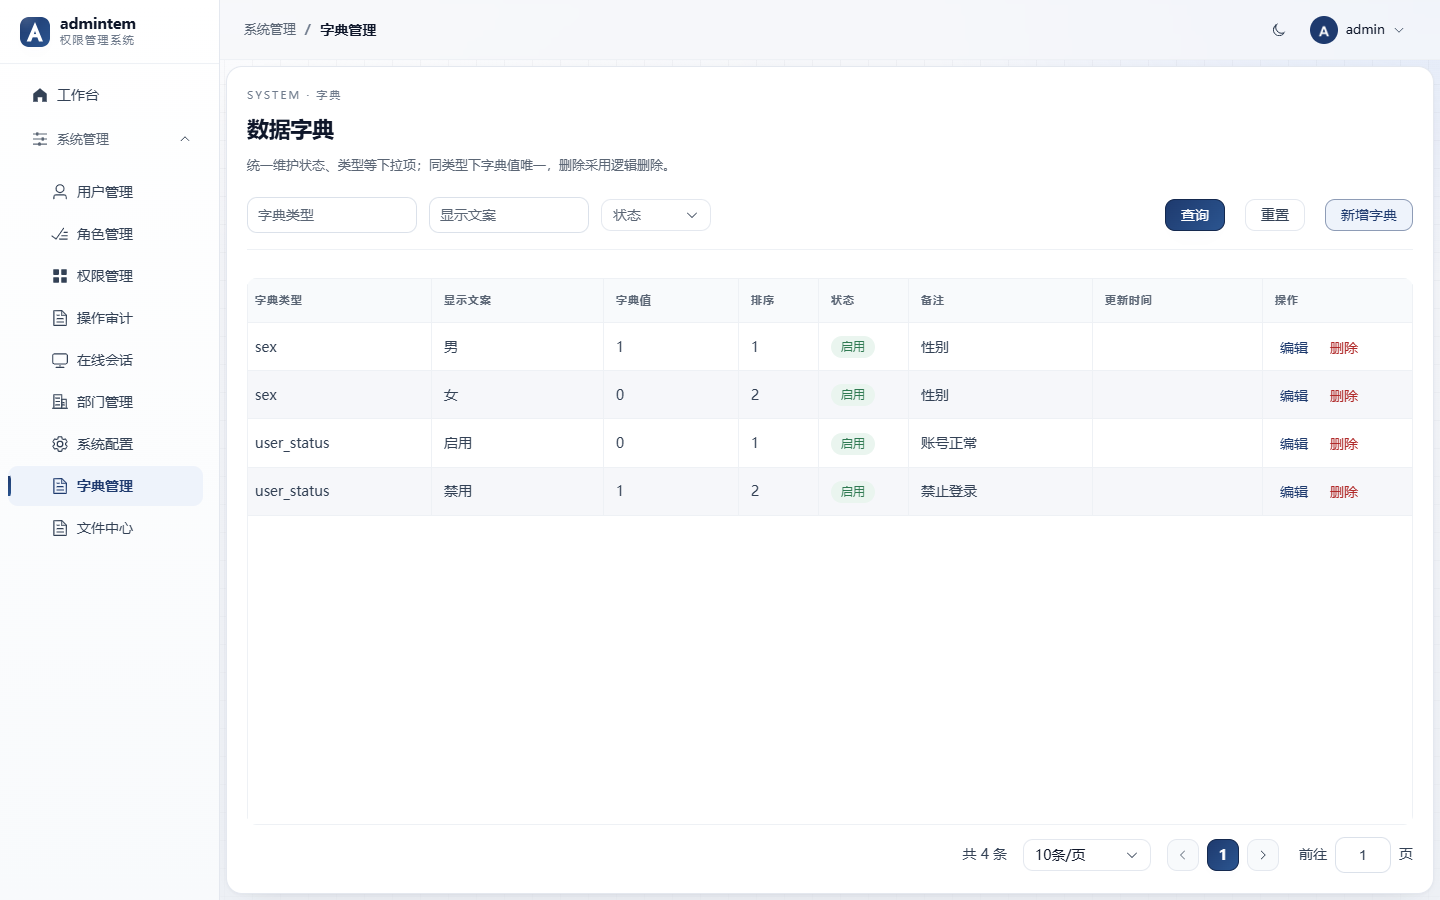 admintem
权限管理系统
系统管理 / 字典管理
A admin
工作台
系统管理
用户管理
角色管理
权限管理
操作审计
在线会话
部门管理
系统配置
字典管理
文件中心
SYSTEM · 字典
数据字典
统一维护状态、类型等下拉项；同类型下字典值唯一，删除采用逻辑删除。
字典类型 显示文案 状态 查询 重置 新增字典
字典类型 显示文案 字典值 排序 状态 备注 更新时间 操作
sex 男 1 1 启用 性别 编辑 删除
sex 女 0 2 启用 性别 编辑 删除
user_status 启用 0 1 启用 账号正常 编辑 删除
user_status 禁用 1 2 启用 禁止登录 编辑 删除
共 4 条 10条/页 1 前往 1 页